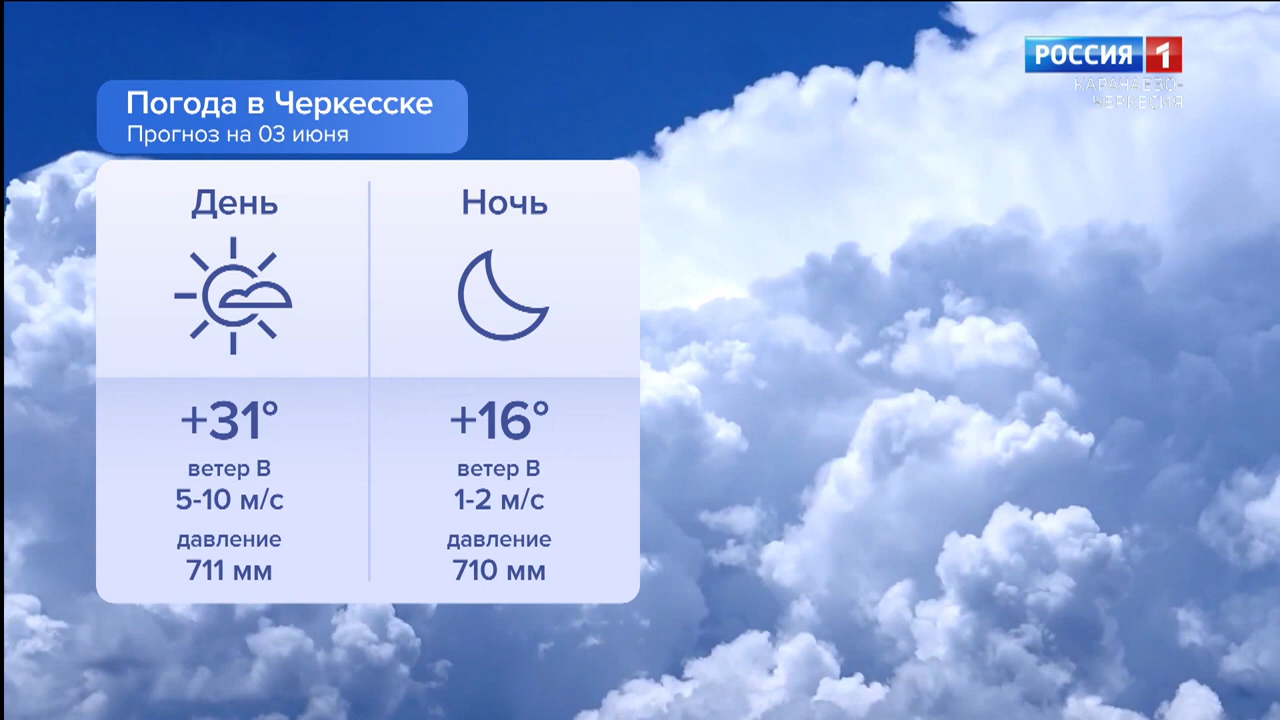 Погода в Черкесске
Прогноз на 03 июня
РОССИЯ 1
КАРАЧАЕВО-
ЧЕРКЕСИЯ
День
Ночь
+31°
ветер В
5-10 м/с
давление
711 мм
+16°
ветер В
1-2 м/с
давление
710 мм